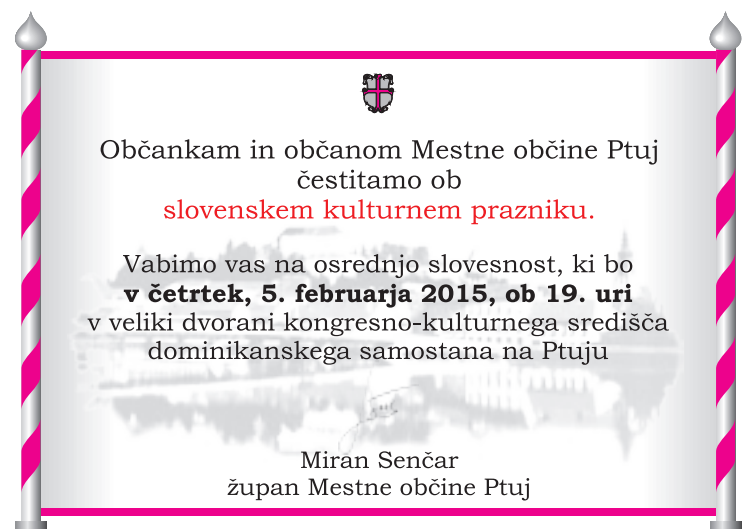 Občankam in občanom Mestne občine Ptuj
čestitamo ob
slovenskem kulturnem prazniku.
Vabimo vas na osrednjo slovesnost, ki bo
v četrtek, 5. februarja 2015, ob 19. uri
v veliki dvorani kongresno-kulturnega središča
dominikanskega samostana na Ptuju
Miran Senčar
župan Mestne občine Ptuj